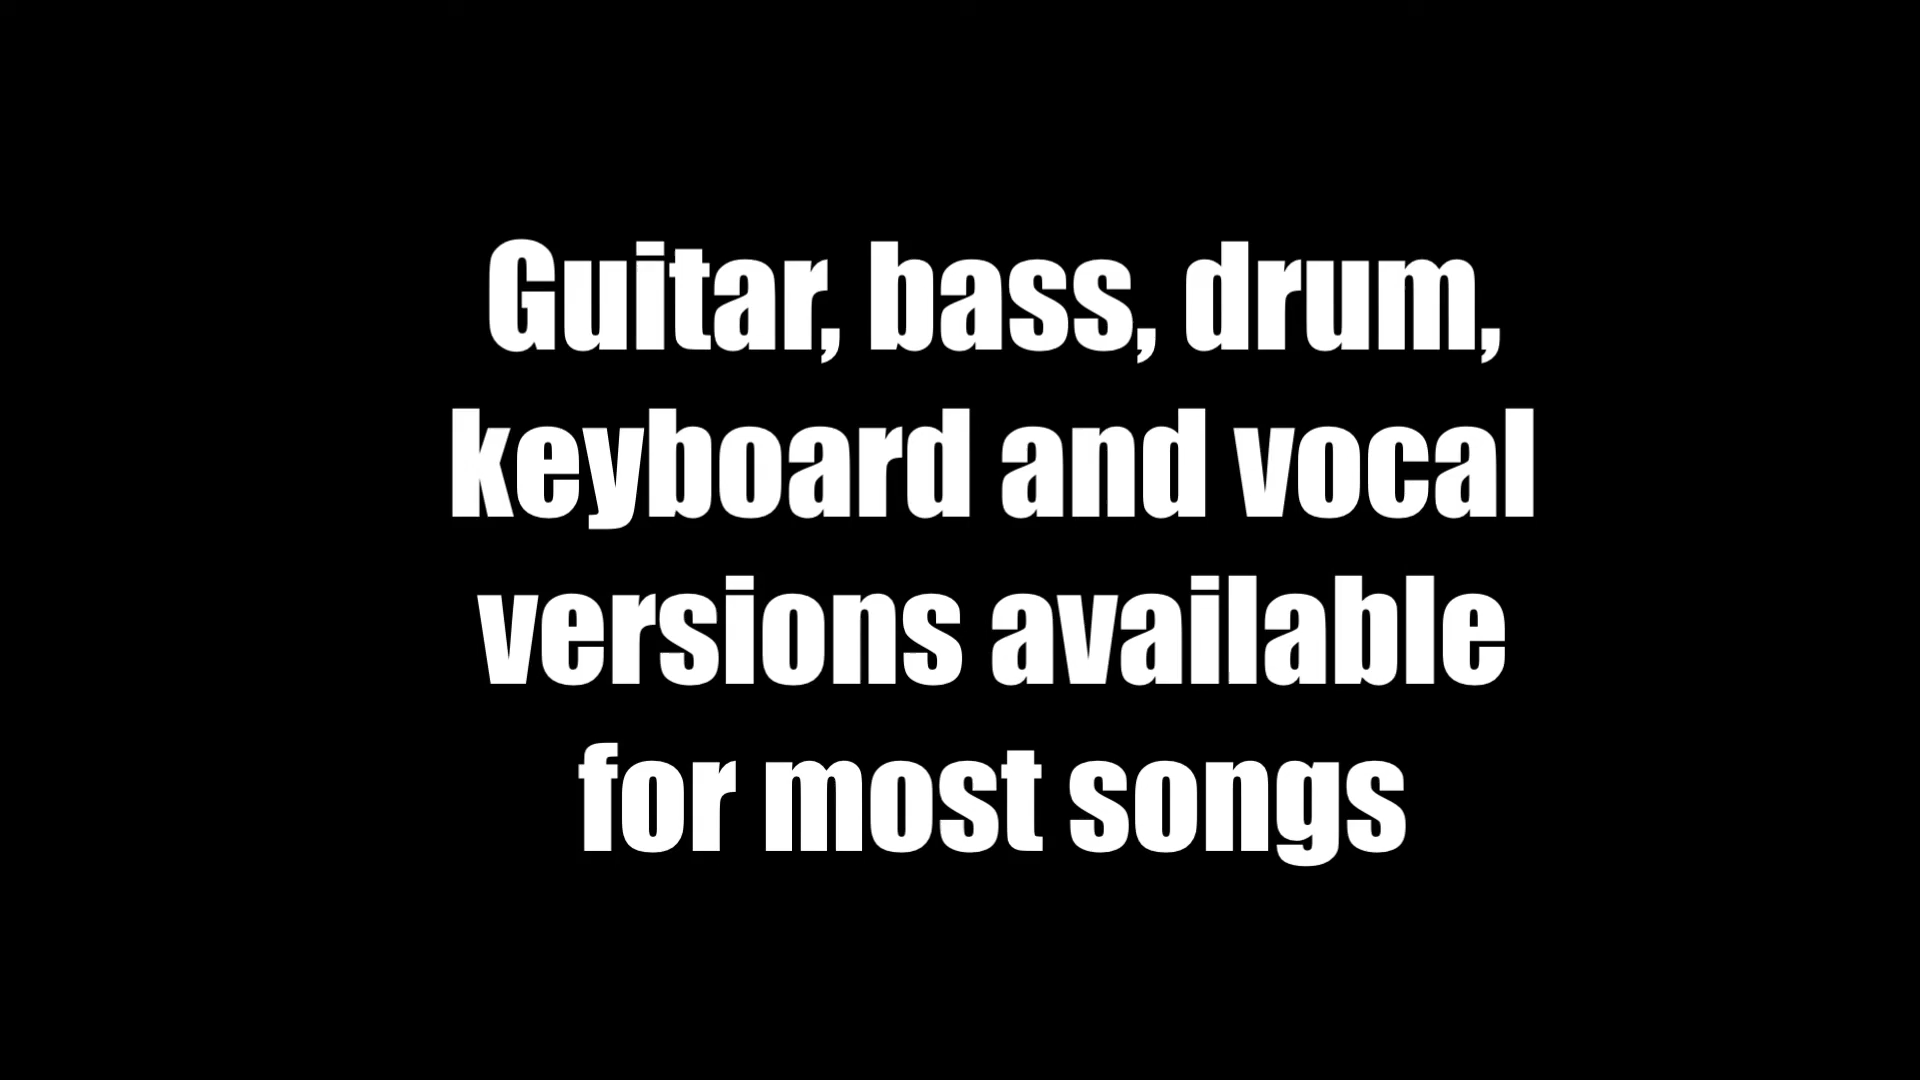 Guitar, bass, drum,
keyboard and vocal
versions available
for most songs